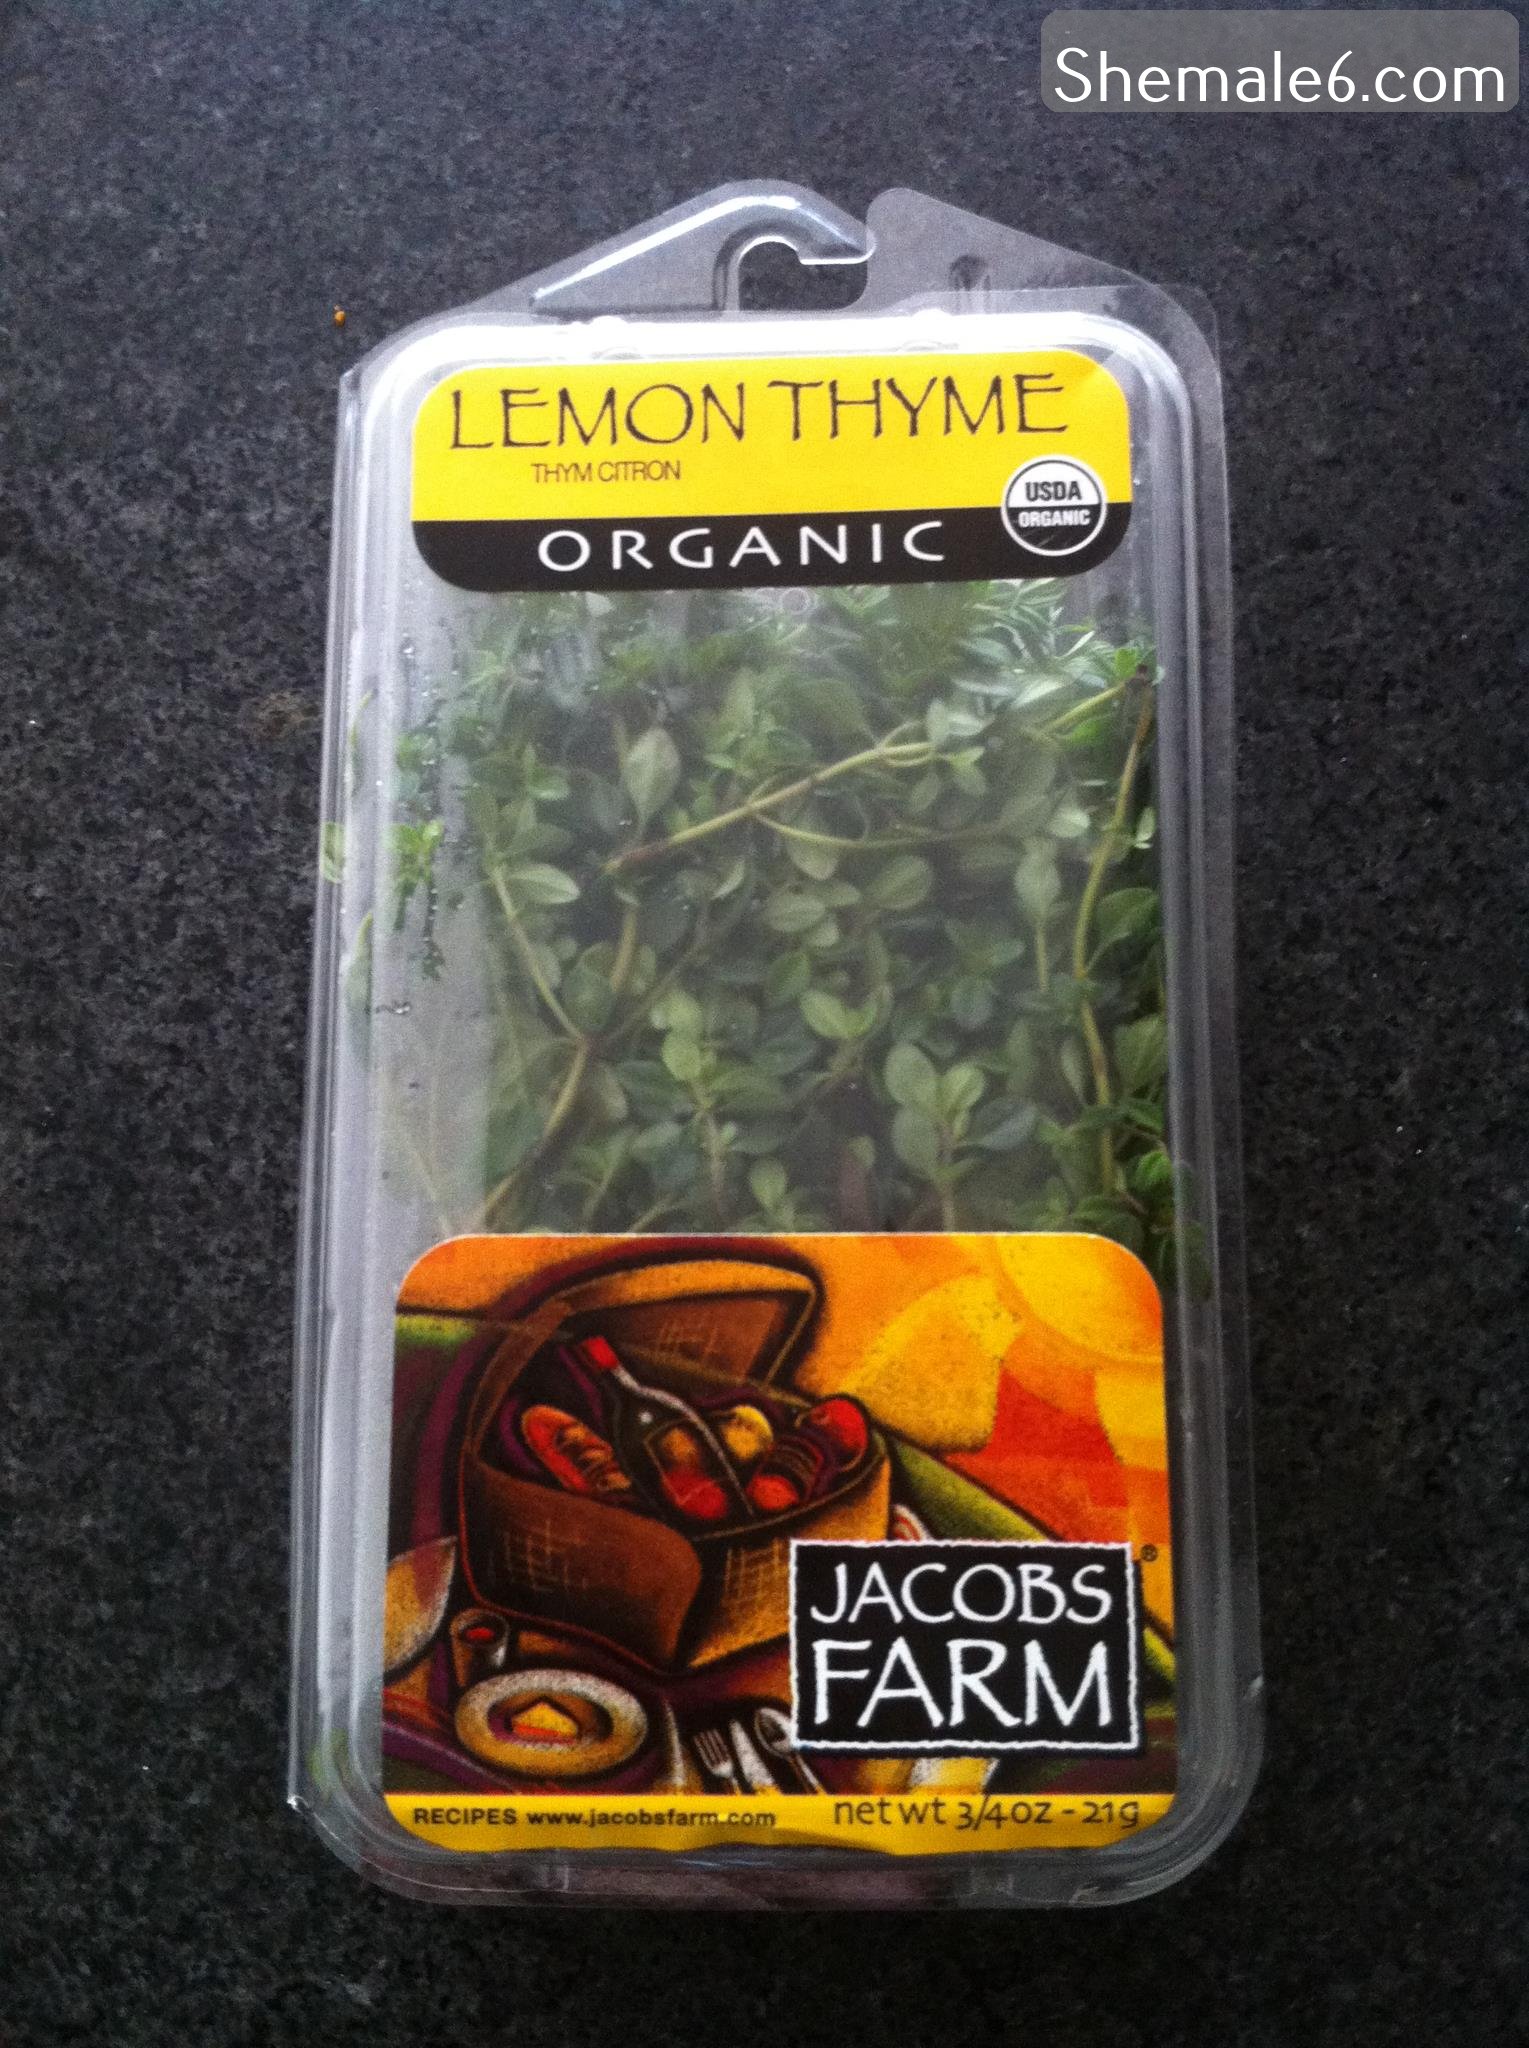 Shemale6.com
LEMON THYME
THYM CITRON
USDA
ORGANIC
ORGANIC
JACOBS
FARM
®
RECIPES www.jacobsfarm.com
net wt 3/4oz - 21g